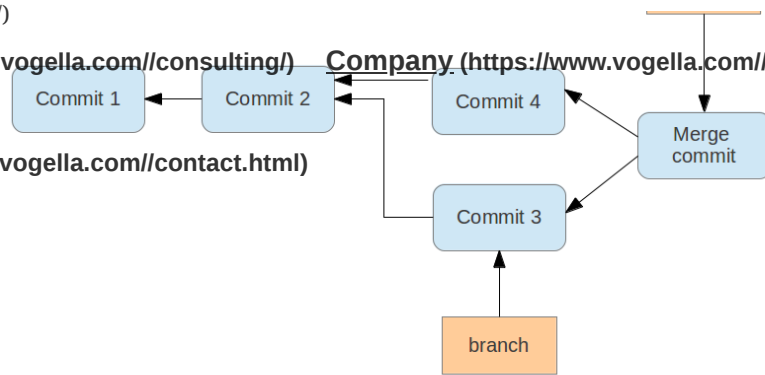 /)
vogella.com//consulting/) Company (https://www.vogella.com//
Commit 1
Commit 2
Commit 4
Merge
commit
vogella.com//contact.html)
Commit 3
branch